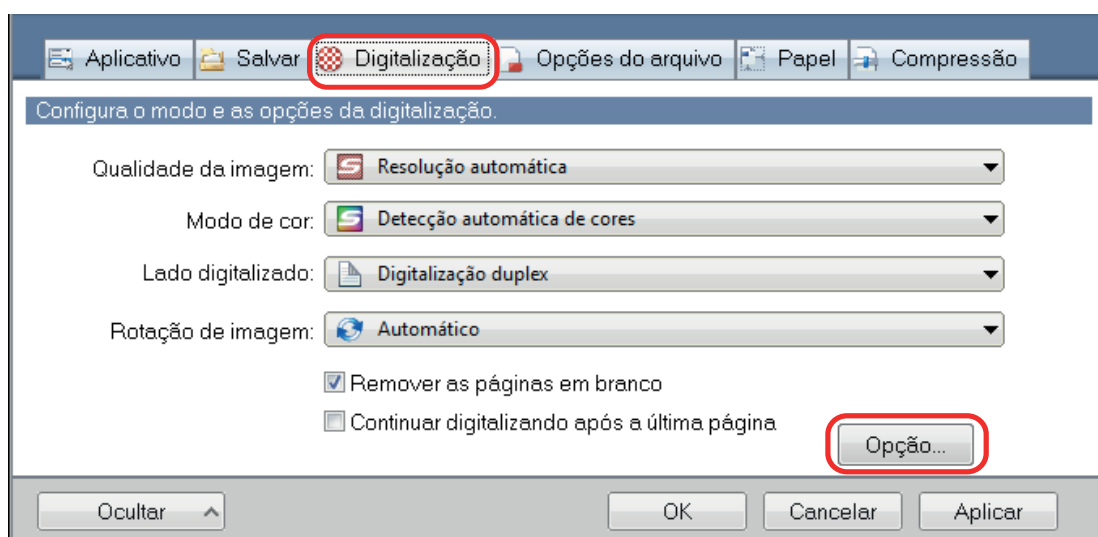 Aplicativo Salvar Digitalização Opções do arquivo Papel Compressão
Configura o modo e as opções da digitalização.
Qualidade da imagem: Resolução automática
Modo de cor: Detecção automática de cores
Lado digitalizado: Digitalização duplex
Rotação de imagem: Automático
Remover as páginas em branco
Continuar digitalizando após a última página
Opção...
Ocultar OK Cancelar Aplicar